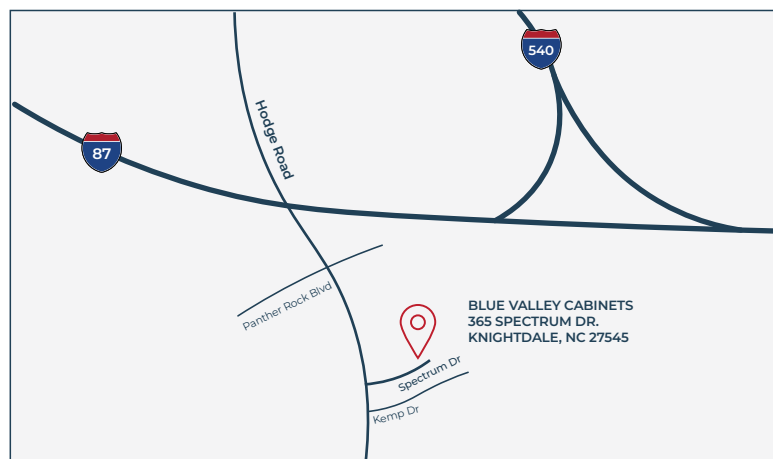 540
Hodge Road
87
Panther Rock Blvd
BLUE VALLEY CABINETS
365 SPECTRUM DR.
KNIGHTDALE, NC 27545
Spectrum Dr
Kemp Dr